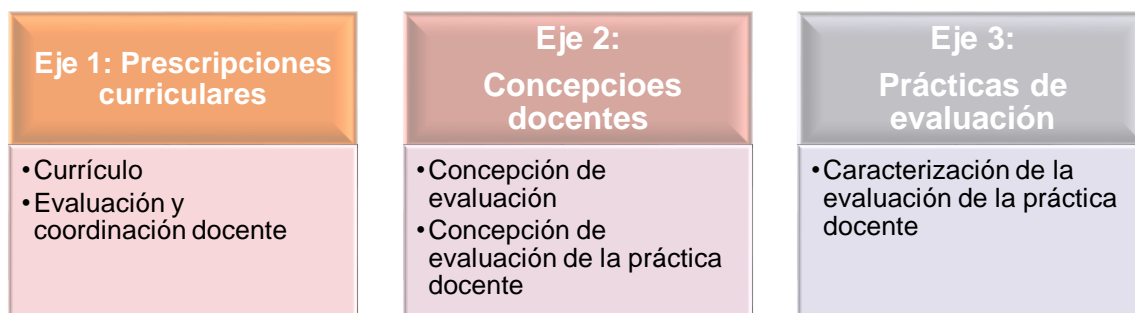 Eje 1: Prescripciones
curriculares
•Currículo
•Evaluación y
coordinación docente
Eje 2:
Concepcioes
docentes
•Concepción de
evaluación
•Concepción de
evaluación de la práctica
docente
Eje 3:
Prácticas de
evaluación
•Caracterización de la
evaluación de la práctica
docente